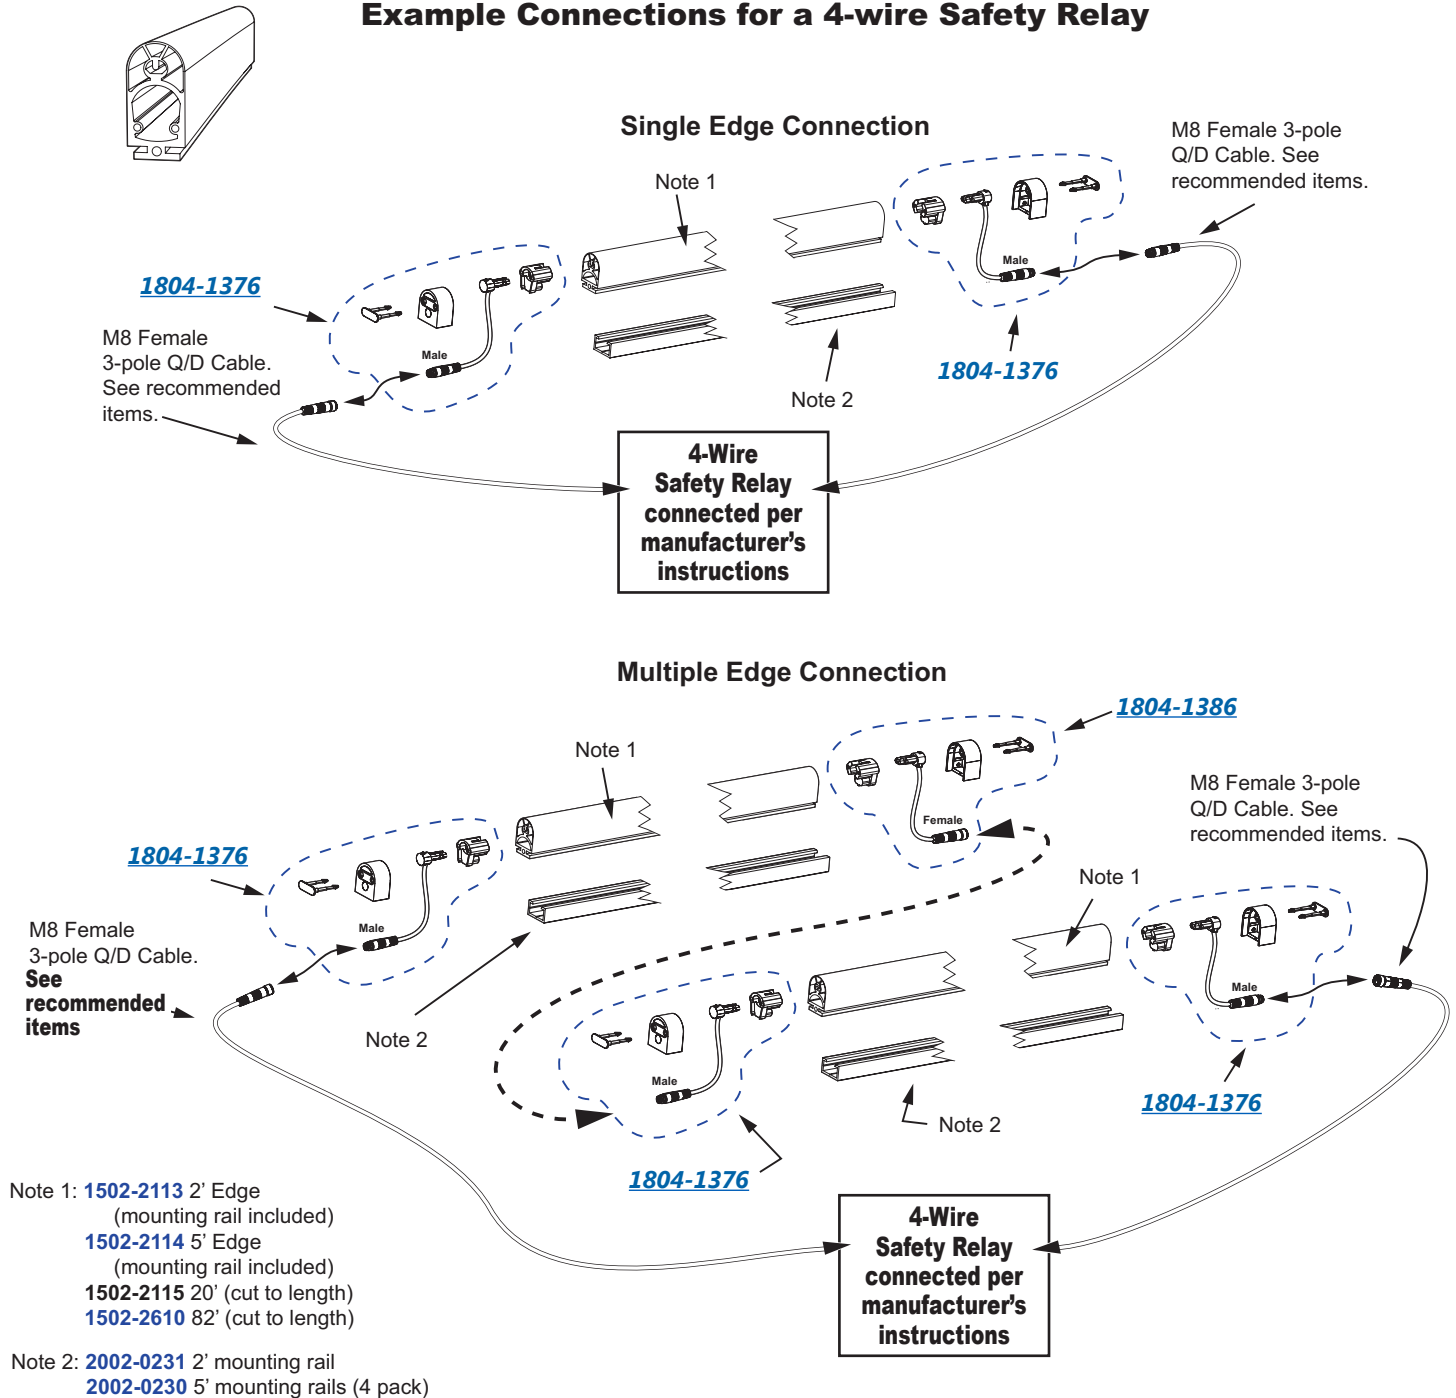 Example Connections for a 4-wire Safety Relay
Single Edge Connection
M8 Female 3-pole
Q/D Cable. See
recommended items.
Note 1
Male
1804-1376
1804-1376
M8 Female
3-pole Q/D Cable.
See recommended
items.
Male
Note 2
4-Wire
Safety Relay
connected per
manufacturer's
instructions
Multiple Edge Connection
1804-1386
Note 1
M8 Female 3-pole
Q/D Cable. See
recommended items.
Female
1804-1376
Note 1
M8 Female
3-pole Q/D Cable.
See
recommended
items
Male
Note 2
Male
Male
1804-1376
Note 2
1804-1376
4-Wire
Safety Relay
connected per
manufacturer's
instructions
Note 1: 1502-2113 2’ Edge
(mounting rail included)
1502-2114 5’ Edge
(mounting rail included)
1502-2115 20’ (cut to length)
1502-2610 82’ (cut to length)
Note 2: 2002-0231 2’ mounting rail
2002-0230 5’ mounting rails (4 pack)